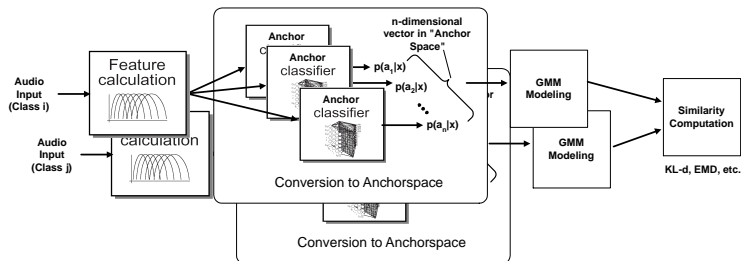 n-dimensional
vector in "Anchor
Space"
Anchor
Anchor
classifier
Anchor
classifier
p(a1|x)
p(a2|x)
p(an|x)
Conversion to Anchorspace
Audio
Input
(Class i)
Feature
calculation
Audio
Input
(Class j)
calculation
GMM
Modeling
GMM
Modeling
Similarity
Computation
KL-d, EMD, etc.
Conversion to Anchorspace